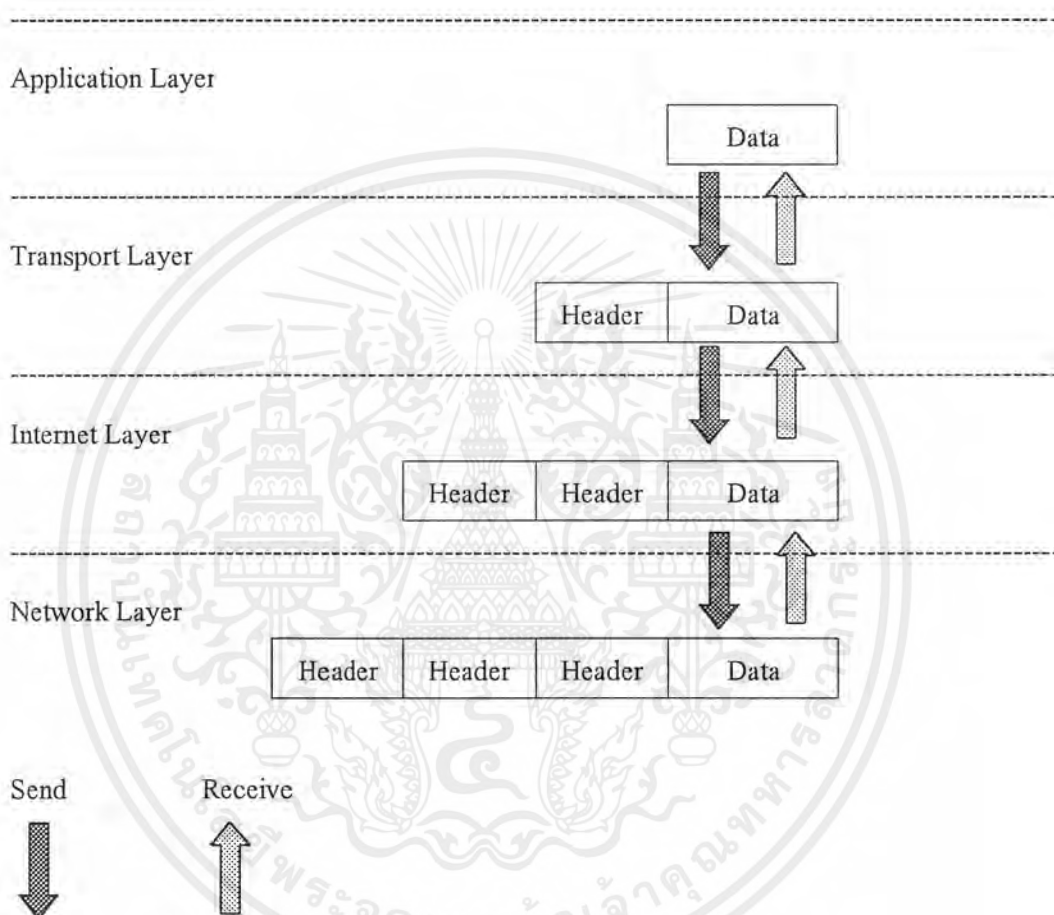 Application Layer
Data
Transport Layer
Header Data
Internet Layer
Header Header Data
Network Layer
Header Header Header Data
Send Receive